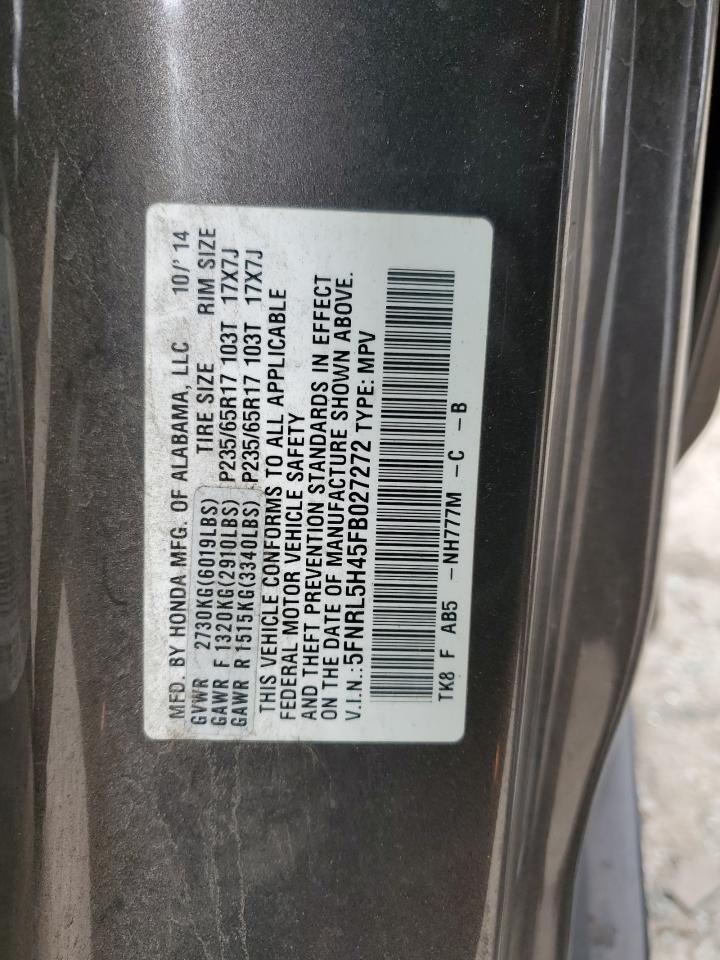 MFD. BY HONDA MFG. OF ALABAMA, LLC 10/'14
GVWR 2730KG(6019LBS) TIRE SIZE RIM SIZE
GAWR F 1320KG(2910LBS) P235/65R17 103T 17X7J
GAWR R 1515KG(3340LBS) P235/65R17 103T 17X7J
THIS VEHICLE CONFORMS TO ALL APPLICABLE
FEDERAL MOTOR VEHICLE SAFETY
AND THEFT PREVENTION STANDARDS IN EFFECT
ON THE DATE OF MANUFACTURE SHOWN ABOVE.
V.I.N.:5FNRL5H45FB027272 TYPE: MPV
TK8 F AB5 -NH777M -C -B